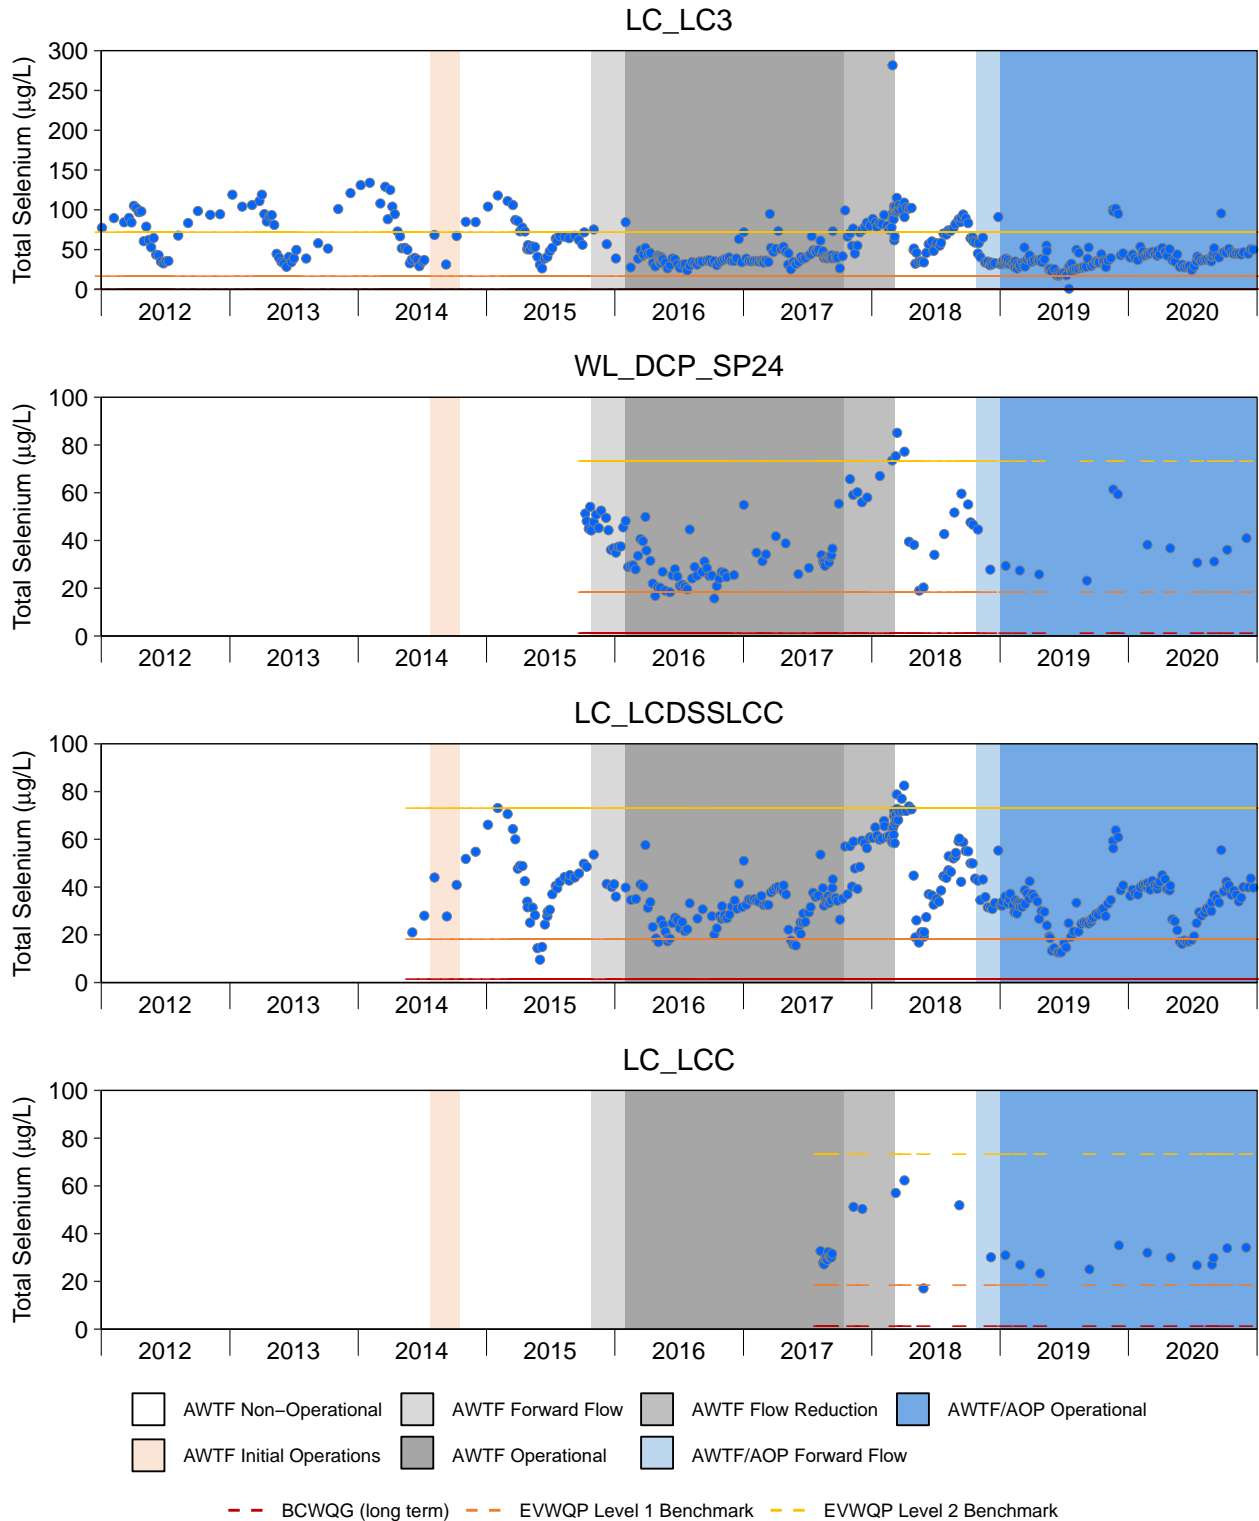 LC_LC3
Total Selenium (µg/L)
300
250
200
150
100
50
0
2012 2013 2014 2015 2016 2017 2018 2019 2020
WL_DCP_SP24
Total Selenium (µg/L)
100
80
60
40
20
0
2012 2013 2014 2015 2016 2017 2018 2019 2020
LC_LCDSSLCC
Total Selenium (µg/L)
100
80
60
40
20
0
2012 2013 2014 2015 2016 2017 2018 2019 2020
LC_LCC
Total Selenium (µg/L)
100
80
60
40
20
0
2012 2013 2014 2015 2016 2017 2018 2019 2020
AWTF Non−Operational AWTF Forward Flow AWTF Flow Reduction AWTF/AOP Operational
AWTF Initial Operations AWTF Operational AWTF/AOP Forward Flow
BCWQG (long term) EVWQP Level 1 Benchmark EVWQP Level 2 Benchmark